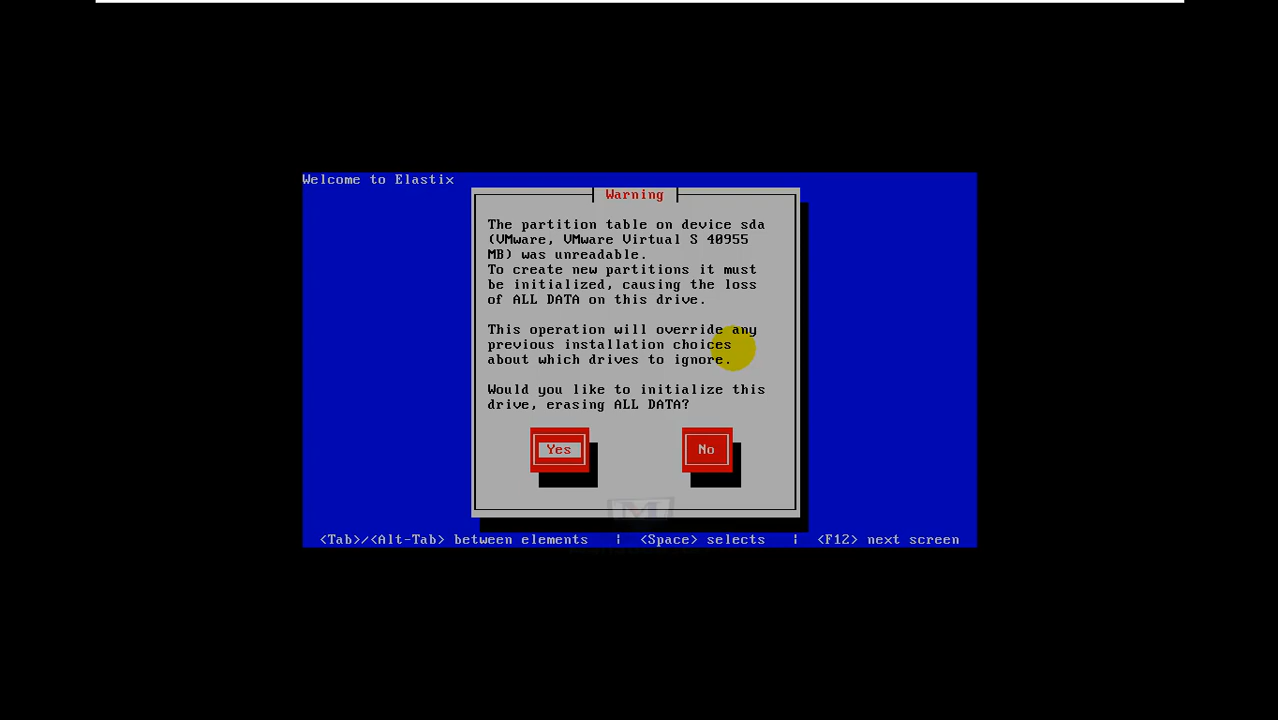 Welcome to Elastix
Warning
The partition table on device sda
(VMware, VMware Virtual S 40955
MB) was unreadable.
To create new partitions it must
be initialized, causing the loss
of ALL DATA on this drive.
This operation will override any
previous installation choices
about which drives to ignore.
Would you like to initialize this
drive, erasing ALL DATA?
Yes No
<Tab>/<Alt-Tab> between elements | <Space> selects | <F12> next screen